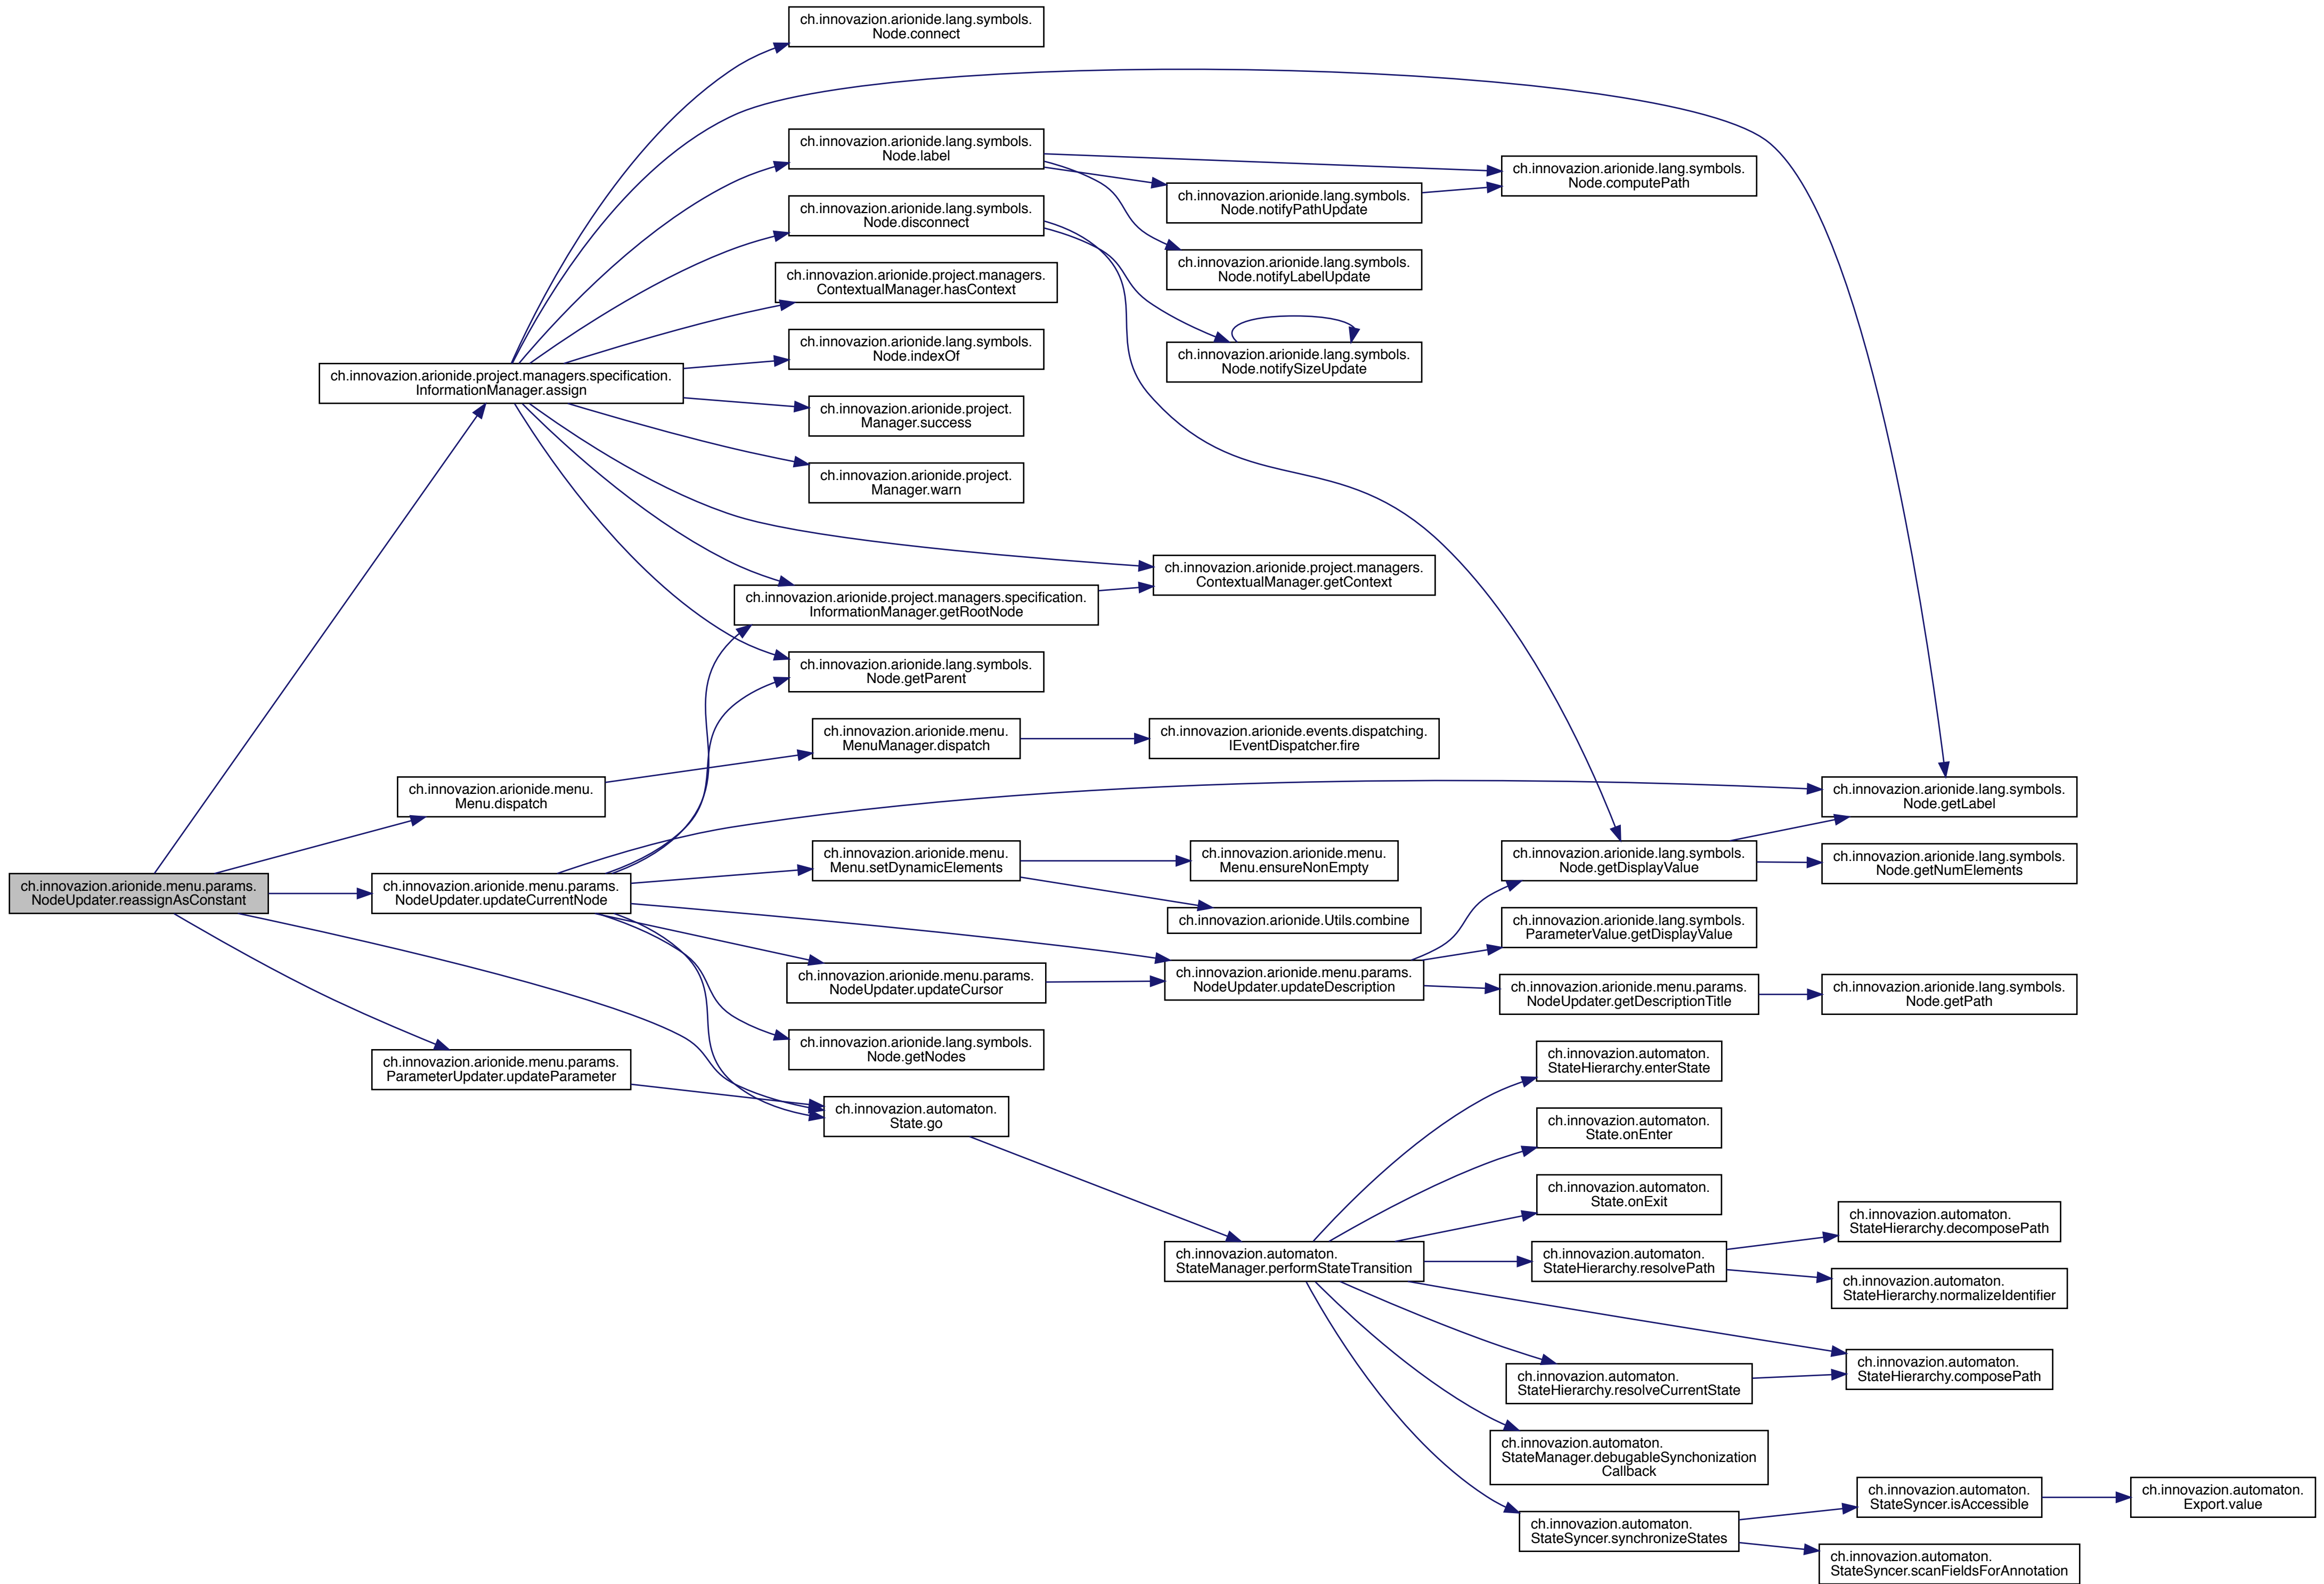 ch.innovazion.arionide.lang.symbols.
Node.connect
ch.innovazion.arionide.lang.symbols.
Node.label
ch.innovazion.arionide.lang.symbols.
Node.computePath
ch.innovazion.arionide.lang.symbols.
Node.notifyPathUpdate
ch.innovazion.arionide.lang.symbols.
Node.disconnect
ch.innovazion.arionide.lang.symbols.
Node.notifyLabelUpdate
ch.innovazion.arionide.project.managers.
ContextualManager.hasContext
ch.innovazion.arionide.lang.symbols.
Node.indexOf
ch.innovazion.arionide.lang.symbols.
Node.notifySizeUpdate
ch.innovazion.arionide.project.managers.specification.
InformationManager.assign
ch.innovazion.arionide.project.
Manager.success
ch.innovazion.arionide.project.
Manager.warn
ch.innovazion.arionide.project.managers.
ContextualManager.getContext
ch.innovazion.arionide.project.managers.specification.
InformationManager.getRootNode
ch.innovazion.arionide.lang.symbols.
Node.getParent
ch.innovazion.arionide.menu.
MenuManager.dispatch
ch.innovazion.arionide.events.dispatching.
IEventDispatcher.fire
ch.innovazion.arionide.menu.
Menu.dispatch
ch.innovazion.arionide.lang.symbols.
Node.getLabel
ch.innovazion.arionide.menu.params.
NodeUpdater.reassignAsConstant
ch.innovazion.arionide.menu.params.
NodeUpdater.updateCurrentNode
ch.innovazion.arionide.menu.
Menu.setDynamicElements
ch.innovazion.arionide.menu.
Menu.ensureNonEmpty
ch.innovazion.arionide.lang.symbols.
Node.getDisplayValue
ch.innovazion.arionide.lang.symbols.
Node.getNumElements
ch.innovazion.arionide.Utils.combine
ch.innovazion.arionide.lang.symbols.
ParameterValue.getDisplayValue
ch.innovazion.arionide.menu.params.
NodeUpdater.updateCursor
ch.innovazion.arionide.menu.params.
NodeUpdater.updateDescription
ch.innovazion.arionide.menu.params.
NodeUpdater.getDescriptionTitle
ch.innovazion.arionide.lang.symbols.
Node.getPath
ch.innovazion.arionide.lang.symbols.
Node.getNodes
ch.innovazion.arionide.menu.params.
ParameterUpdater.updateParameter
ch.innovazion.automaton.
State.go
ch.innovazion.automaton.
StateHierarchy.enterState
ch.innovazion.automaton.
State.onEnter
ch.innovazion.automaton.
State.onExit
ch.innovazion.automaton.
StateManager.performStateTransition
ch.innovazion.automaton.
StateHierarchy.resolvePath
ch.innovazion.automaton.
StateHierarchy.decomposePath
ch.innovazion.automaton.
StateHierarchy.normalizeIdentifier
ch.innovazion.automaton.
StateHierarchy.resolveCurrentState
ch.innovazion.automaton.
StateHierarchy.composePath
ch.innovazion.automaton.
StateManager.debugableSynchonization
Callback
ch.innovazion.automaton.
StateSyncer.synchronizeStates
ch.innovazion.automaton.
StateSyncer.isAccessible
ch.innovazion.automaton.
Export.value
ch.innovazion.automaton.
StateSyncer.scanFieldsForAnnotation